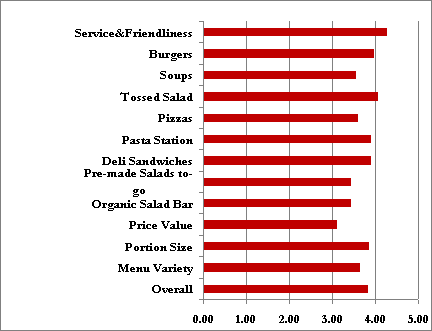 Service&Friendliness
Burgers
Soups
Tossed Salad
Pizzas
Pasta Station
Deli Sandwiches
Pre-made Salads to-
go
Organic Salad Bar
Price Value
Portion Size
Menu Variety
Overall
0.00 1.00 2.00 3.00 4.00 5.00